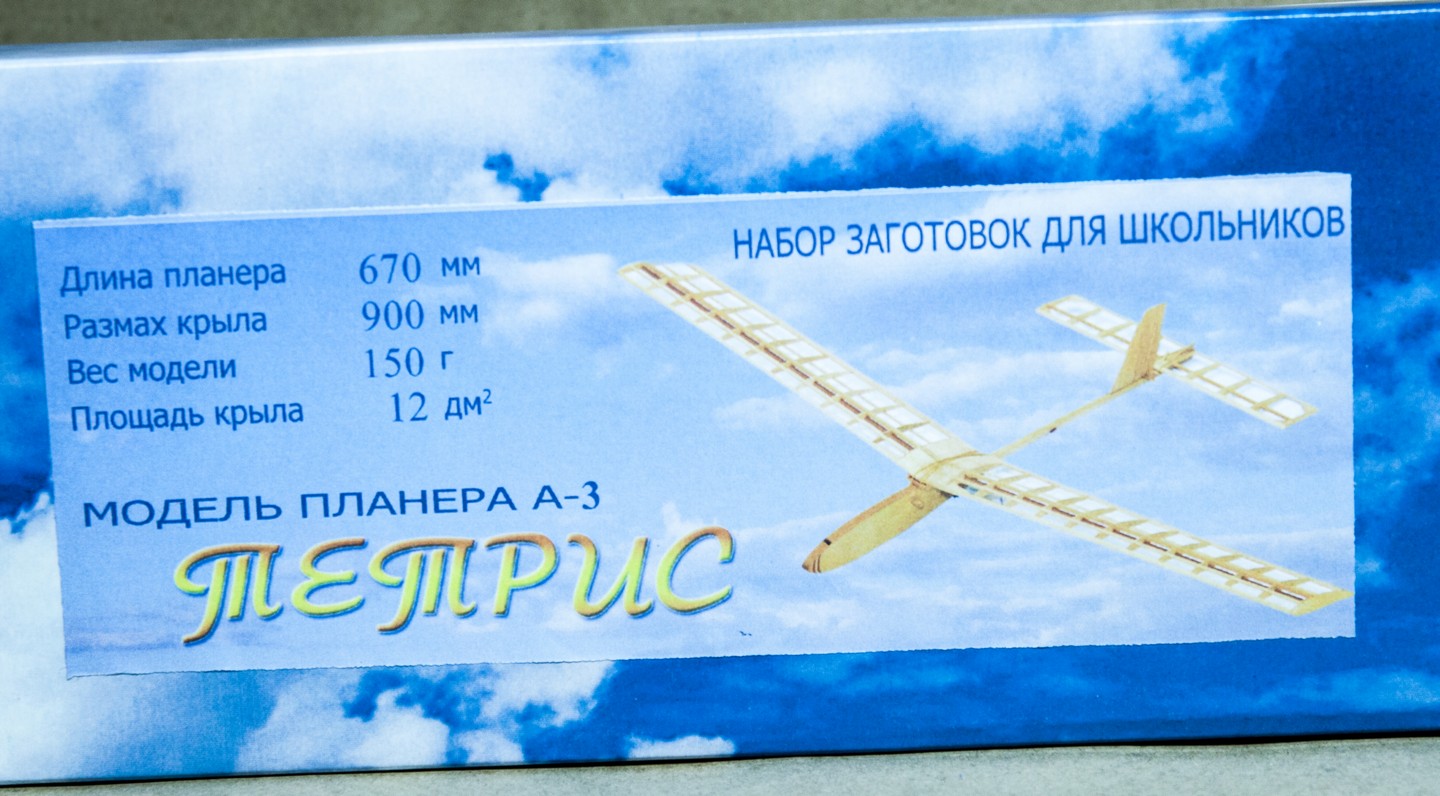 НАБОР ЗАГОТОВОК ДЛЯ ШКОЛЬНИКОВ
Длина планера 670 мм
Размах крыла 900 мм
Вес модели 150 г
Площадь крыла 12 дм²
МОДЕЛЬ ПЛАНЕРА А-3
ТЕТРИС